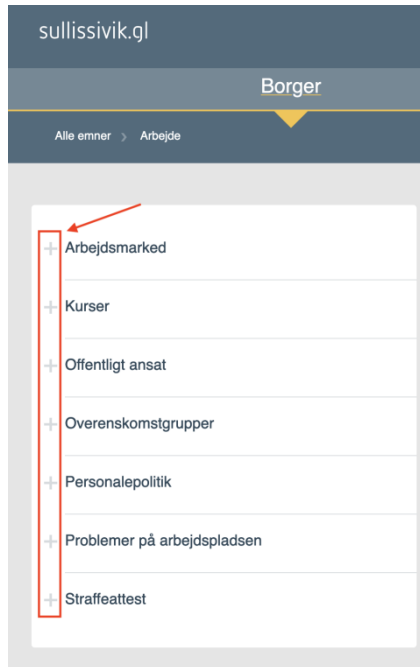 sullissivik.gl
Borger
Alle emner > Arbejde
+ Arbejdsmarked
+ Kurser
+ Offentligt ansat
+ Overenskomstgrupper
+ Personalepolitik
+ Problemer på arbejdspladsen
+ Straffeattest